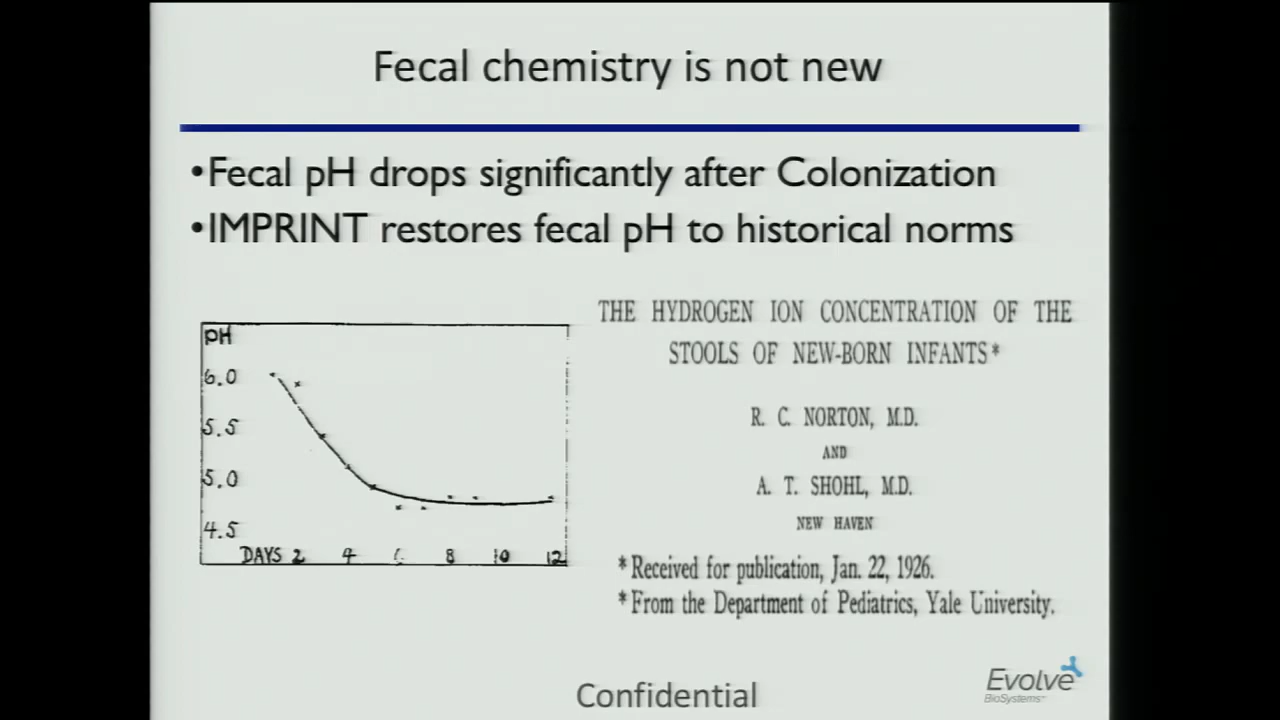 Fecal chemistry is not new
•Fecal pH drops significantly after Colonization
•IMPRINT restores fecal pH to historical norms
THE HYDROGEN ION CONCENTRATION OF THE
STOOLS OF NEW-BORN INFANTS*
R. C. NORTON, M.D.
AND
A. T. SHOHL, M.D.
NEW HAVEN
*Received for publication, Jan. 22, 1926.
*From the Department of Pediatrics, Yale University.
pH
6.0
5.5
5.0
4.5
DAYS 2 4 8 10 12
Confidential
Evolve
BioSystems